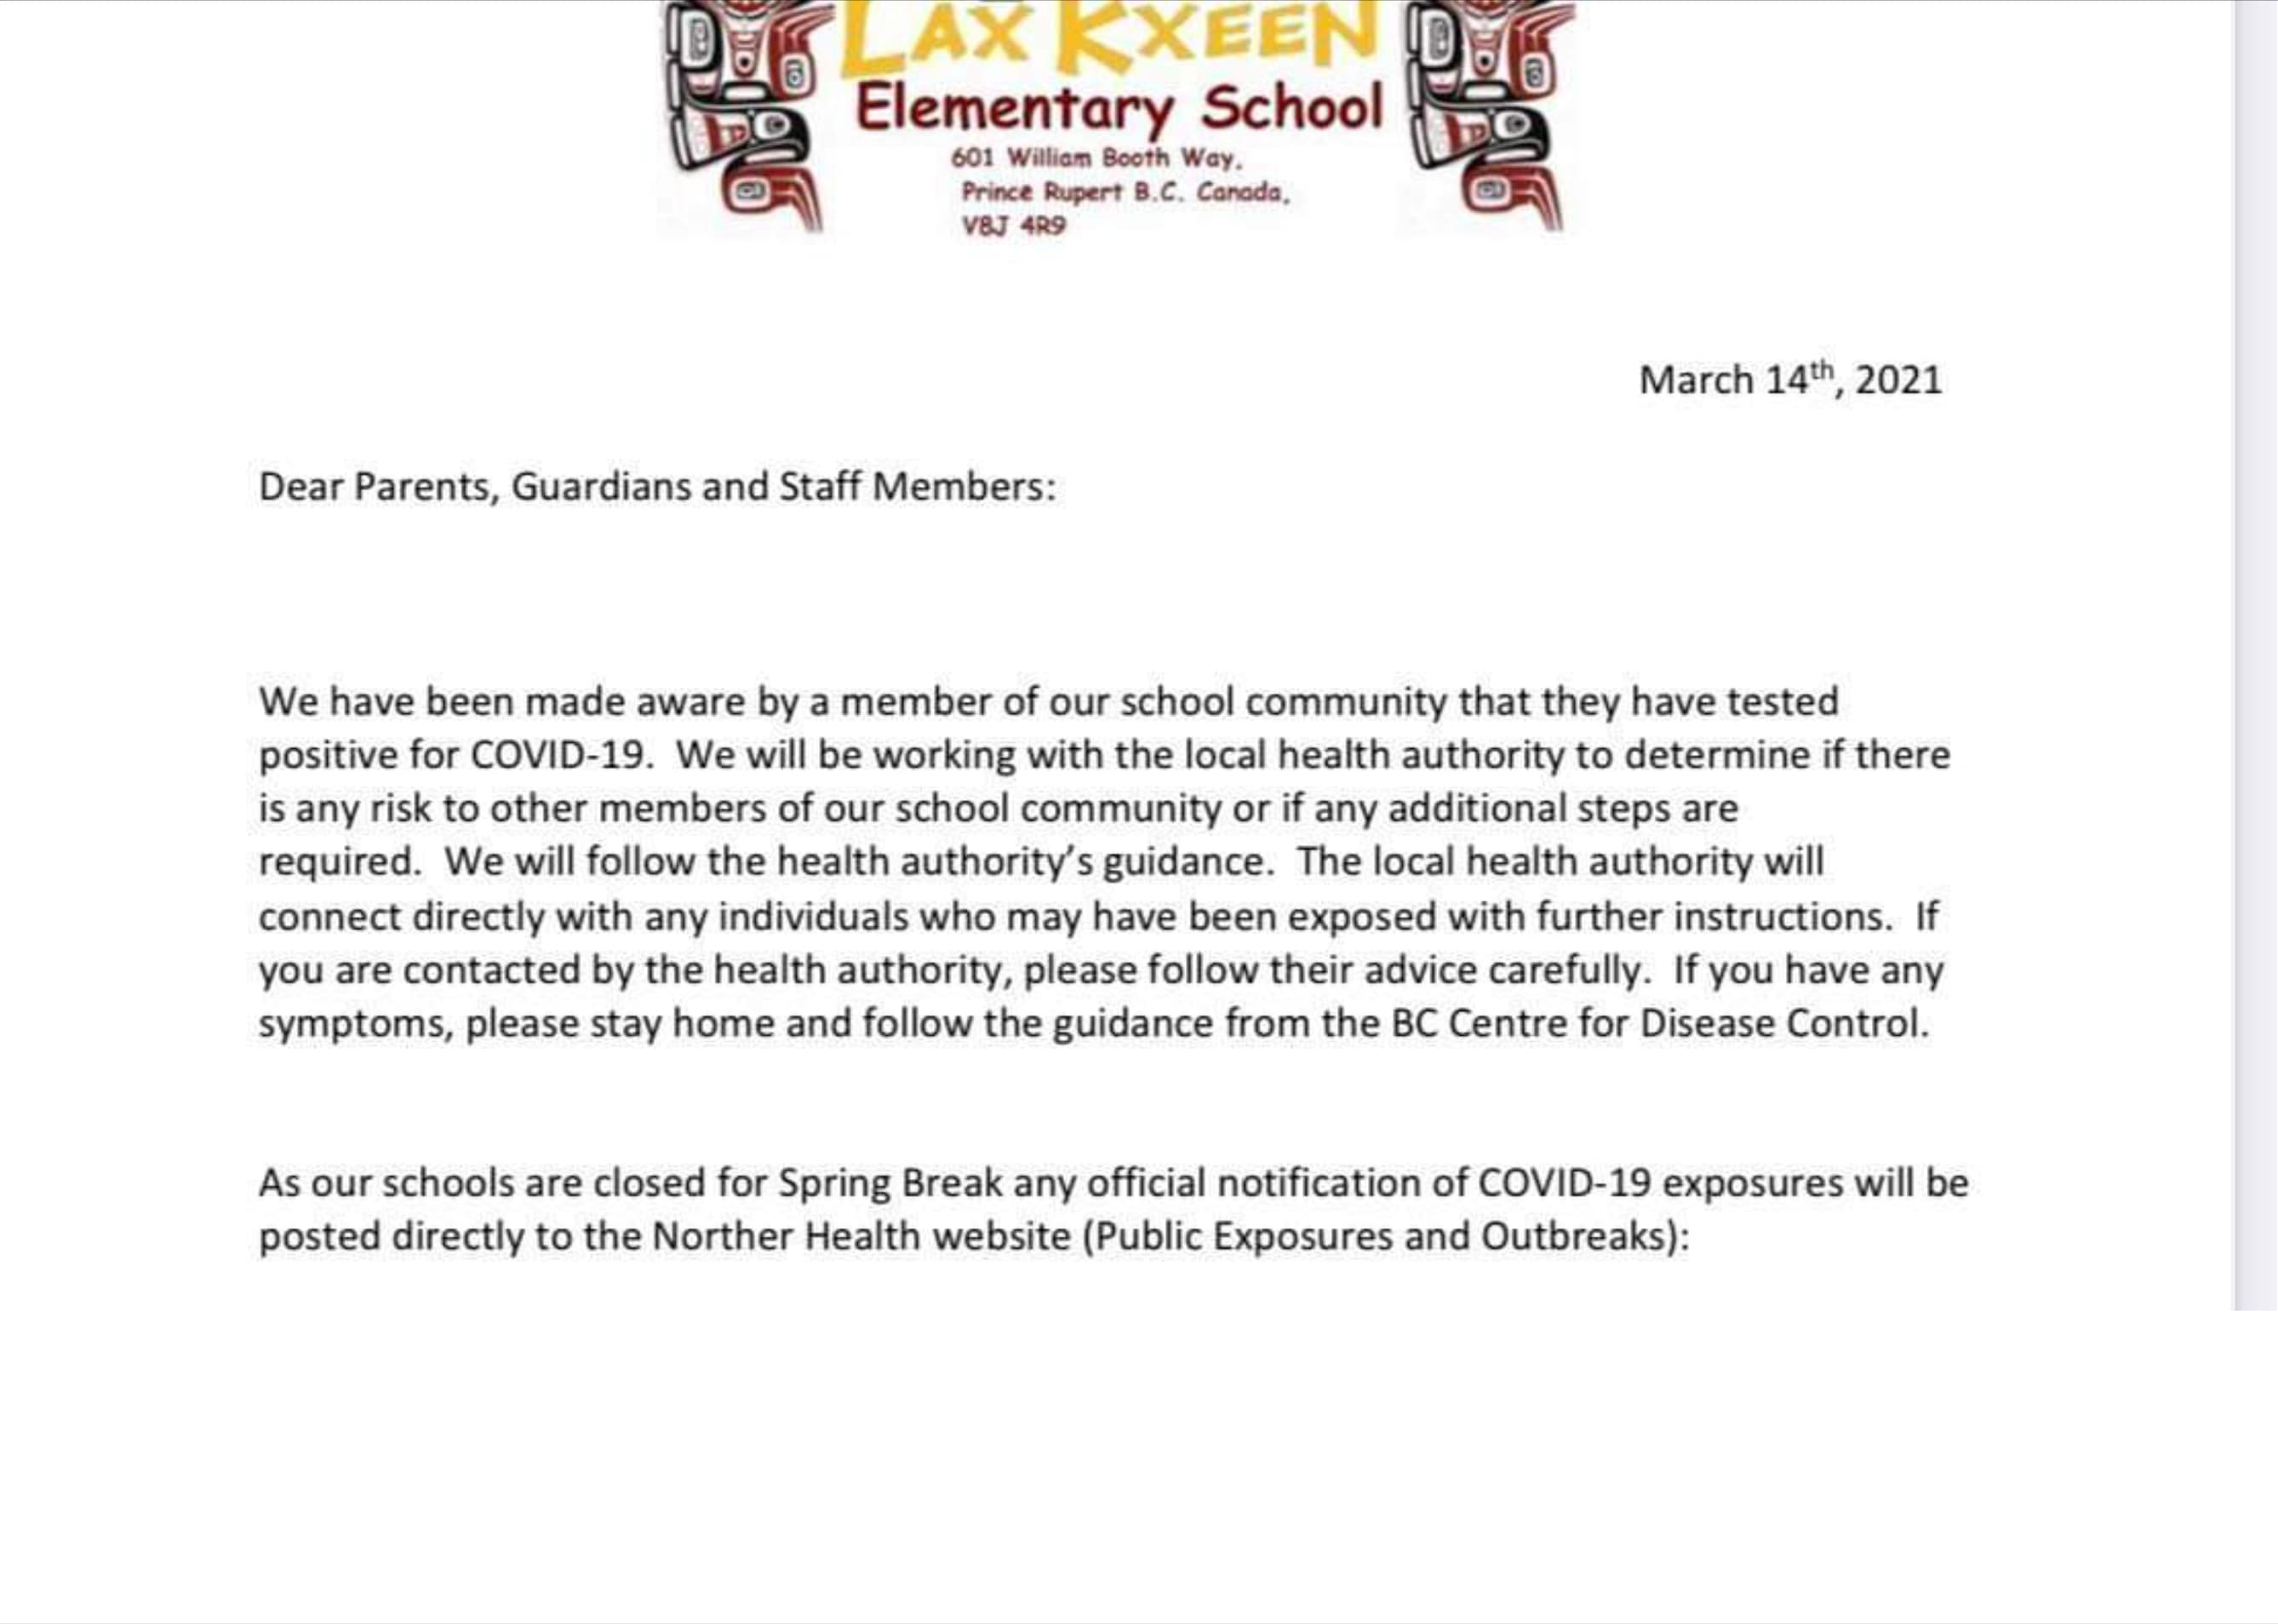 LAX KXEEN
Elementary School
601 William Booth Way,
Prince Rupert B.C. Canada,
V8J 4R9
March 14th, 2021
Dear Parents, Guardians and Staff Members:
We have been made aware by a member of our school community that they have tested
positive for COVID-19.  We will be working with the local health authority to determine if there
is any risk to other members of our school community or if any additional steps are
required.  We will follow the health authority's guidance.  The local health authority will
connect directly with any individuals who may have been exposed with further instructions.  If
you are contacted by the health authority, please follow their advice carefully.  If you have any
symptoms, please stay home and follow the guidance from the BC Centre for Disease Control.
As our schools are closed for Spring Break any official notification of COVID-19 exposures will be
posted directly to the Norther Health website (Public Exposures and Outbreaks):